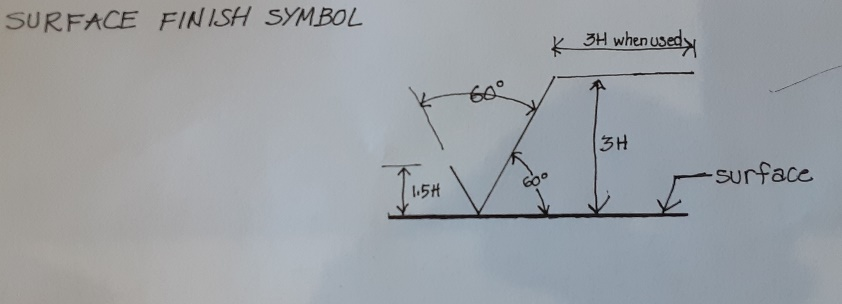 SURFACE FINISH SYMBOL
3H when used
60°
3H
60°
1.5H
surface